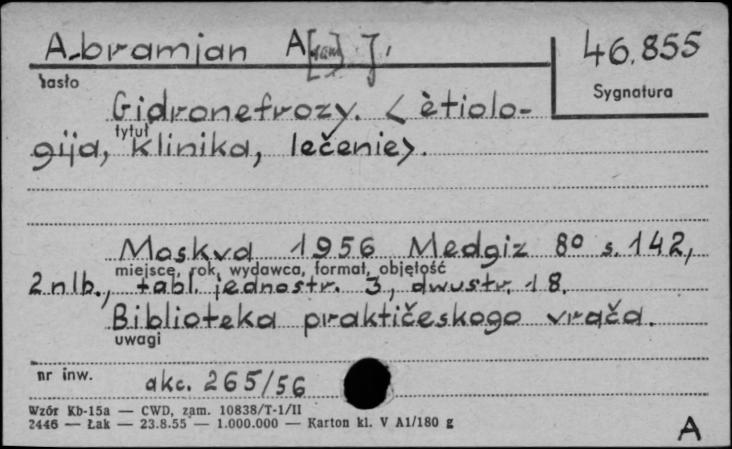 Abramjan A[ram] J.
46.855
hasło
Sygnatura
Gidronefrozy. <ètiolo-
tytuł
gija, klinika, lečenie>.
Moskva 1956 Medgiz 8º s. 142,
miejsce, rok, wydawca, format, objętość
2 nlb., tabl. jednostr. 3, dwustr. 18.
Biblioteka praktičeskogo vrača.
uwagi
nr inw.
akc. 265/56
Wzór Kb-15a — CWD, zam. 10838/T-1/II
2446 — Łak — 23.8.55 — 1.000.000 — Karton kl. V A1/180 g
A